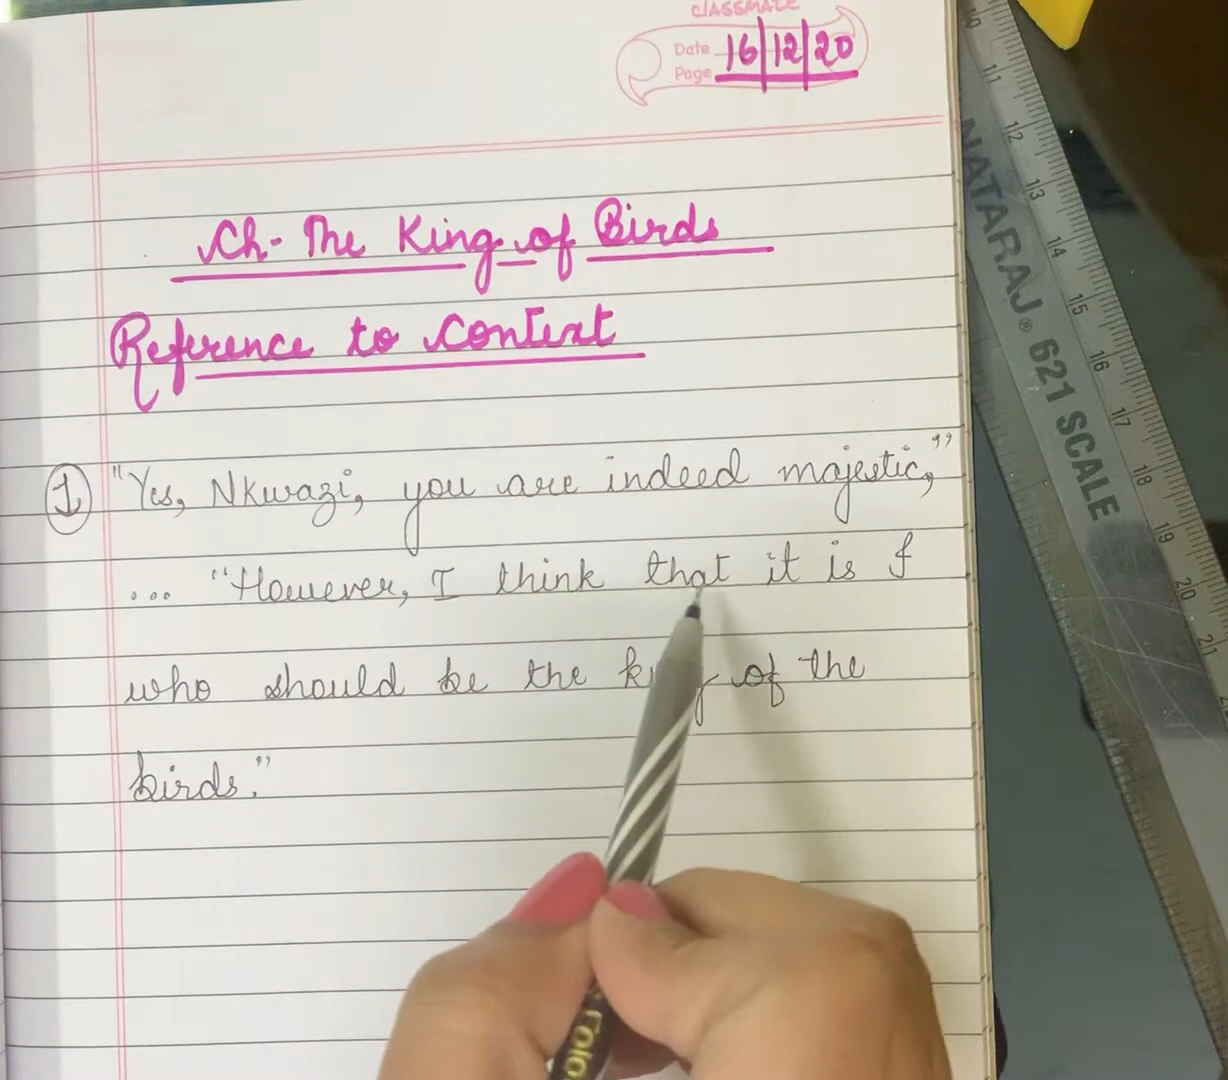 CLASSMATE
Date 16/12/20
Page
Ch- The King of Birds
Reference to Context
1 "Yes, Nkwazi, you are indeed majestic,"
... "However, I think that it is I
who should be the of the
birds."
NATARAJ® 621 SCALE
11
12
13
14
15
16
17
18
19
20
21